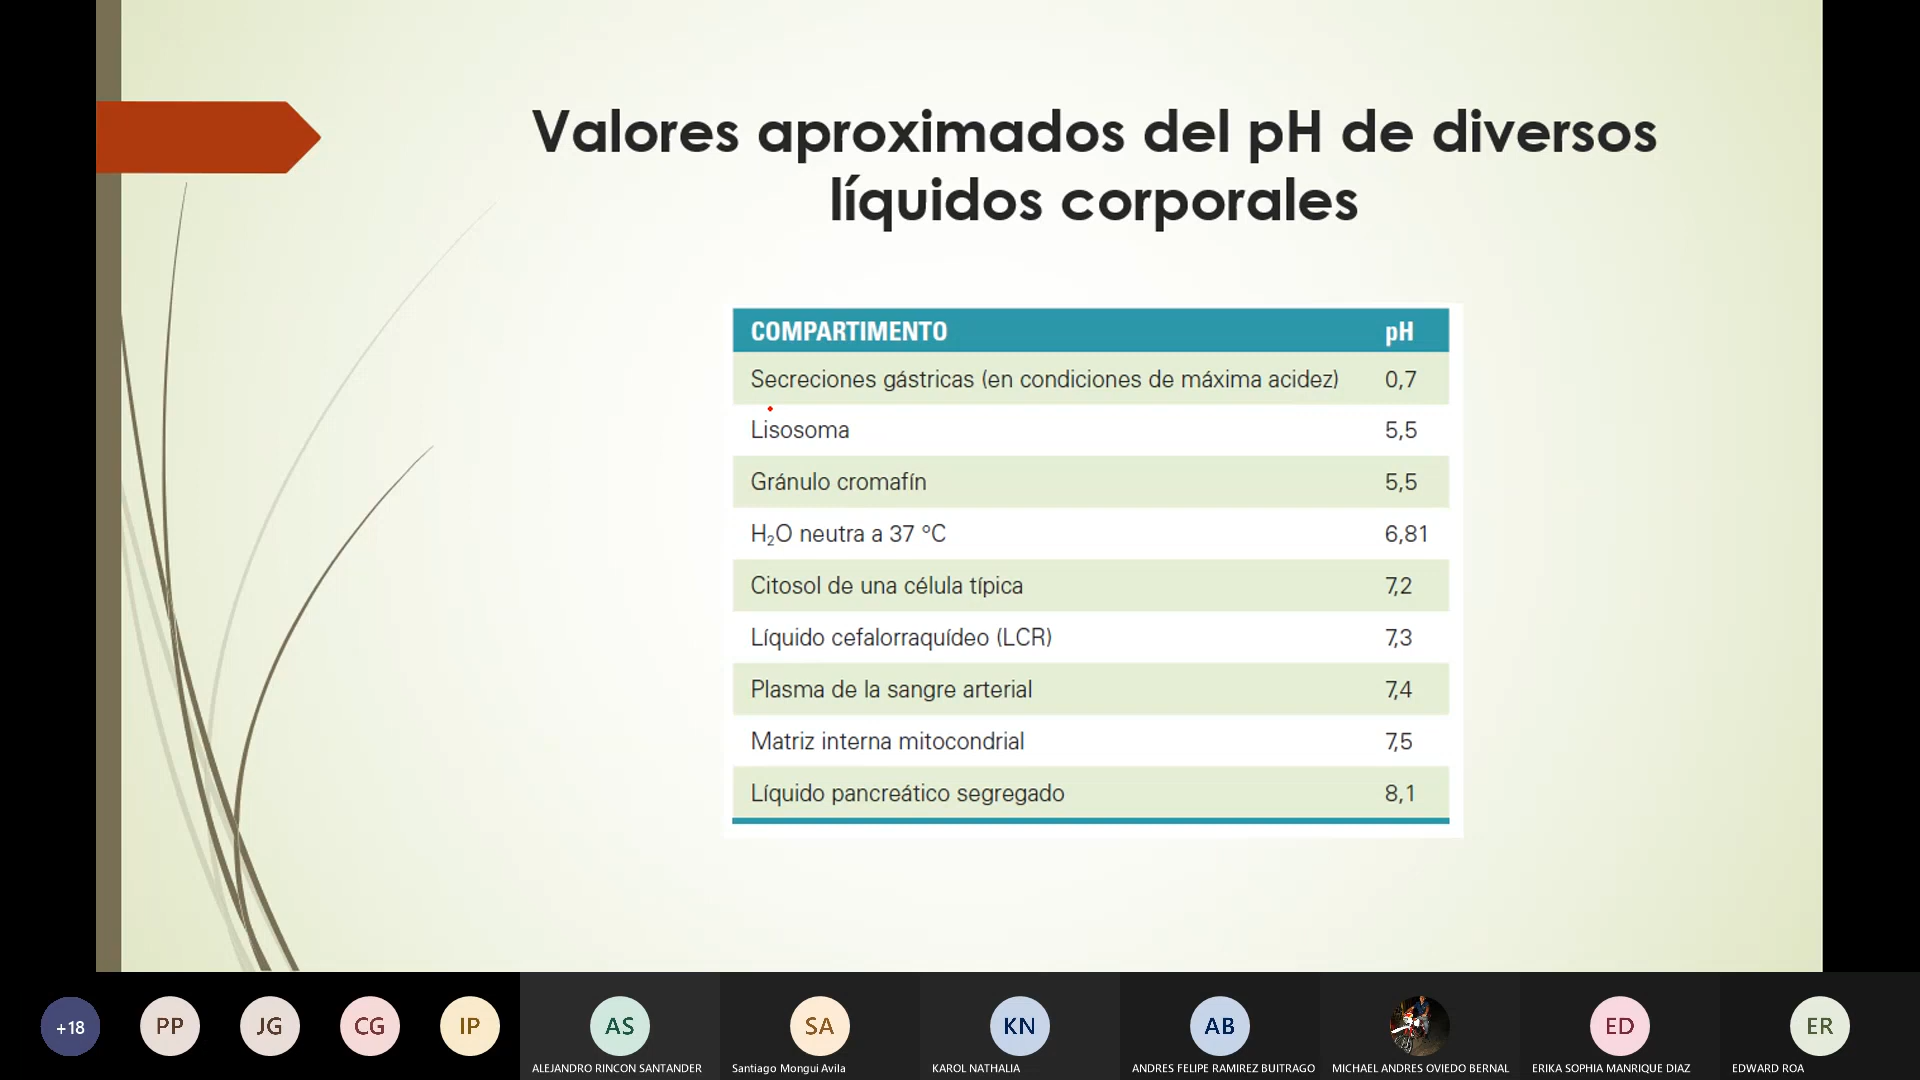 Valores aproximados del pH de diversos
líquidos corporales
COMPARTIMENTO pH
Secreciones gástricas (en condiciones de máxima acidez) 0,7
Lisosoma 5,5
Gránulo cromafín 5,5
H₂O neutra a 37 °C 6,81
Citosol de una célula típica 7,2
Líquido cefalorraquídeo (LCR) 7,3
Plasma de la sangre arterial 7,4
Matriz interna mitocondrial 7,5
Líquido pancreático segregado 8,1
+18 PP JG CG IP AS SA KN AB ED ER
ALEJANDRO RINCON SANTANDER Santiago Mongui Avila KAROL NATHALIA ANDRES FELIPE RAMIREZ BUITRAGO MICHAEL ANDRES OVIEDO BERNAL ERIKA SOPHIA MANRIQUE DIAZ EDWARD ROA